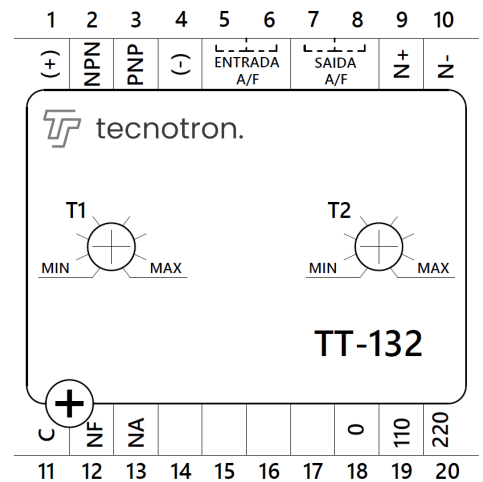 1 2 3 4 5 6 7 8 9 10
(+) NPN PNP (-) ENTRADA A/F SAIDA A/F N+ N-
tecnotron.
T1 T2
MIN MAX MIN MAX
TT-132
C NF NA 0 110 220
11 12 13 14 15 16 17 18 19 20